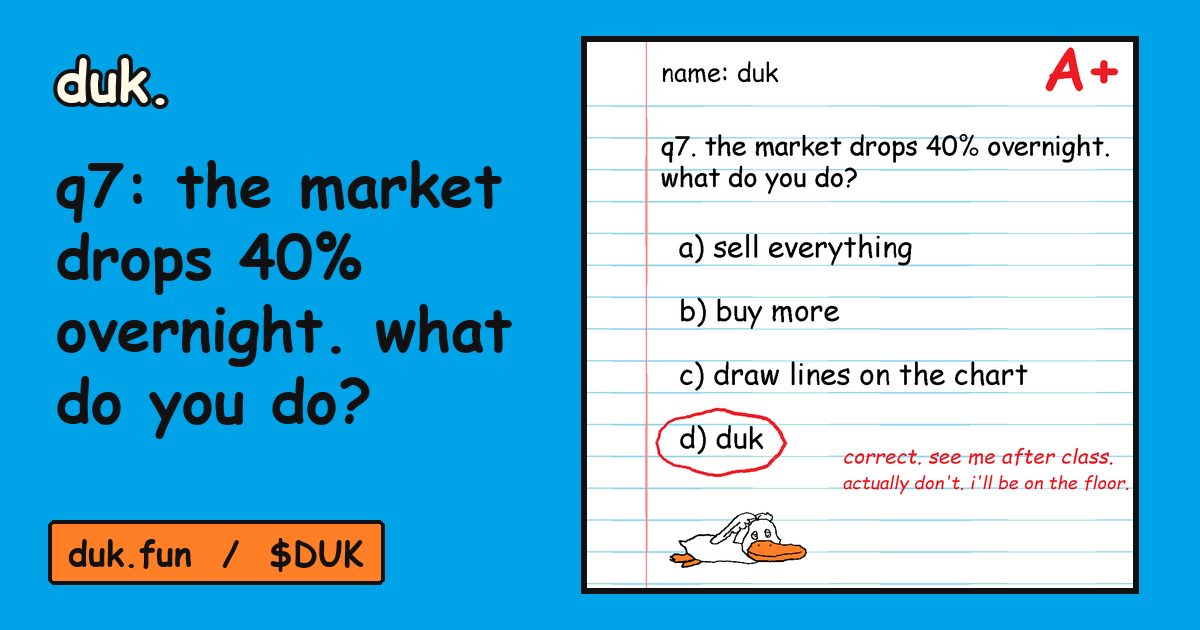 duk.
q7: the market
drops 40%
overnight. what
do you do?
duk.fun / $DUK
name: duk
A+
q7. the market drops 40% overnight.
what do you do?
a) sell everything
b) buy more
c) draw lines on the chart
d) duk
correct. see me after class.
actually don't. i'll be on the floor.